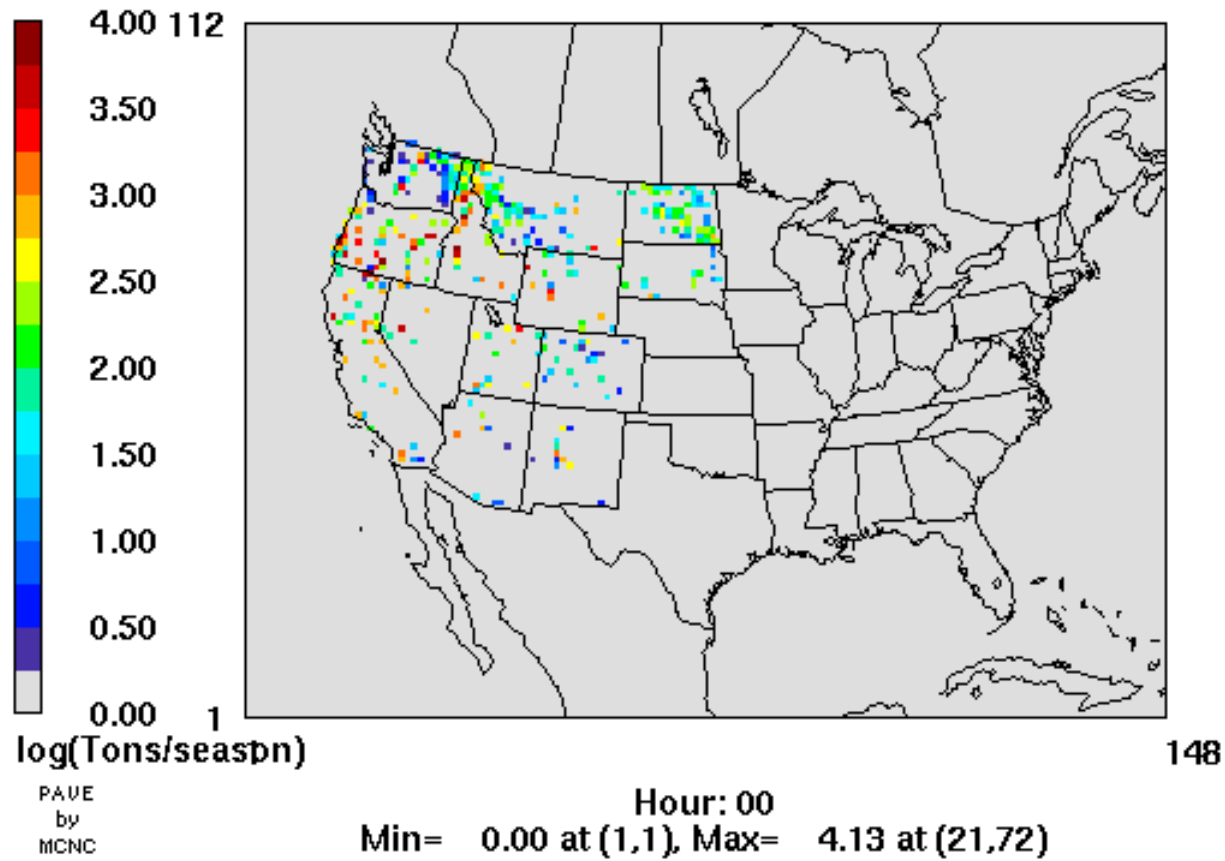 4.00 112
3.50
3.00
2.50
2.00
1.50
1.00
0.50
0.00 1
log(Tons/season) 148
PAVE
by
MCNC
Hour: 00
Min= 0.00 at (1,1), Max= 4.13 at (21,72)